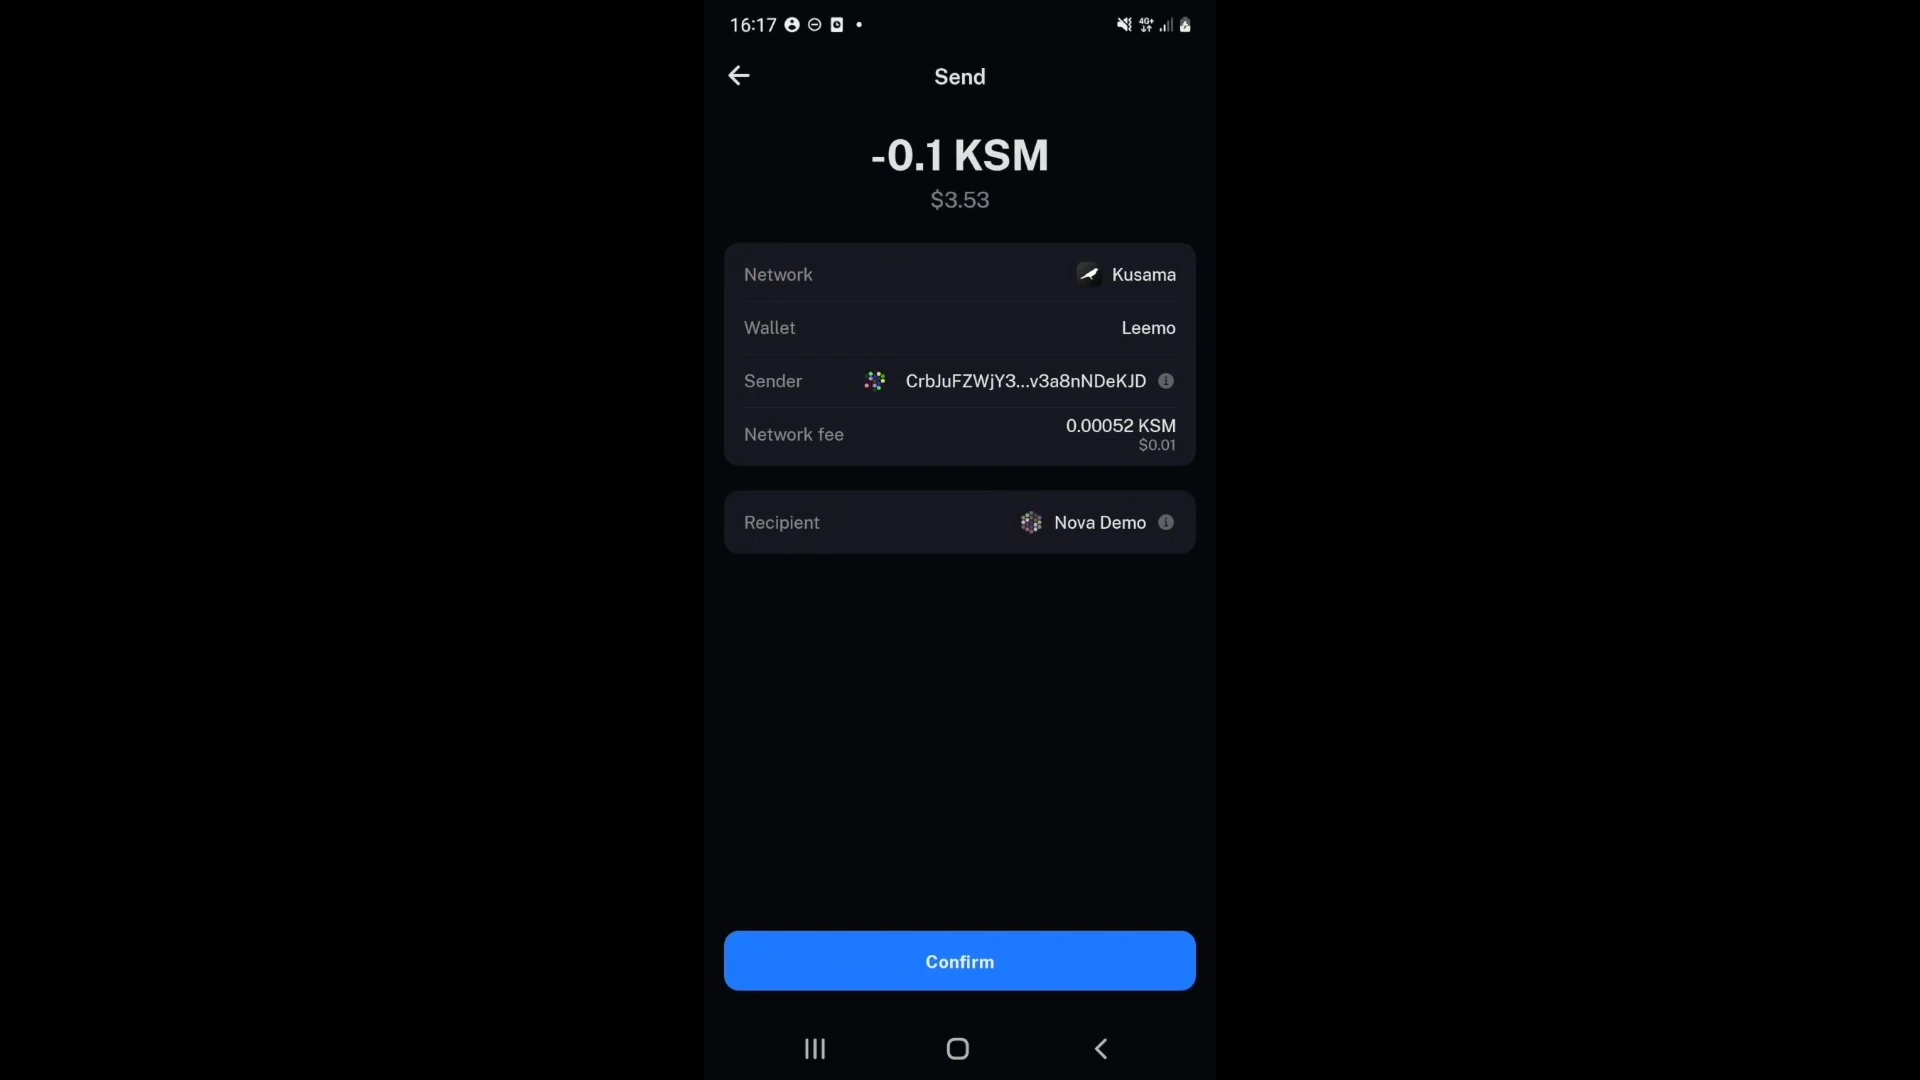 16:17
4G+
Send
-0.1 KSM
$3.53
Network Kusama
Wallet Leemo
Sender CrbJuFZWjY3...v3a8nNDeKJD
Network fee 0.00052 KSM
$0.01
Recipient Nova Demo
Confirm